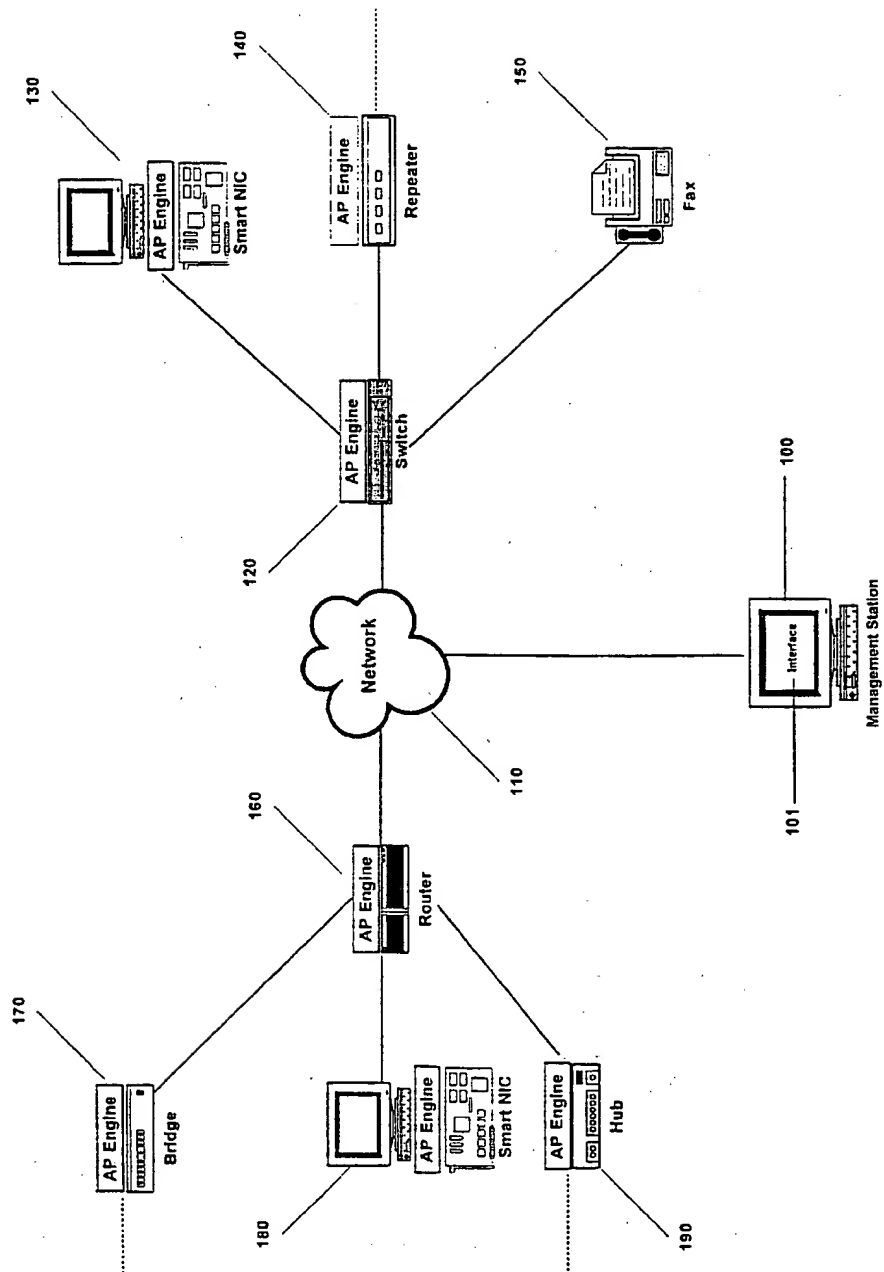 130
AP Engine
Smart NIC
140
AP Engine
Repeater
150
Fax
AP Engine
Switch
120
Network
110
100
Interface
101
Management Station
160
AP Engine
Router
170
AP Engine
Bridge
180
AP Engine
Smart NIC
AP Engine
Hub
190